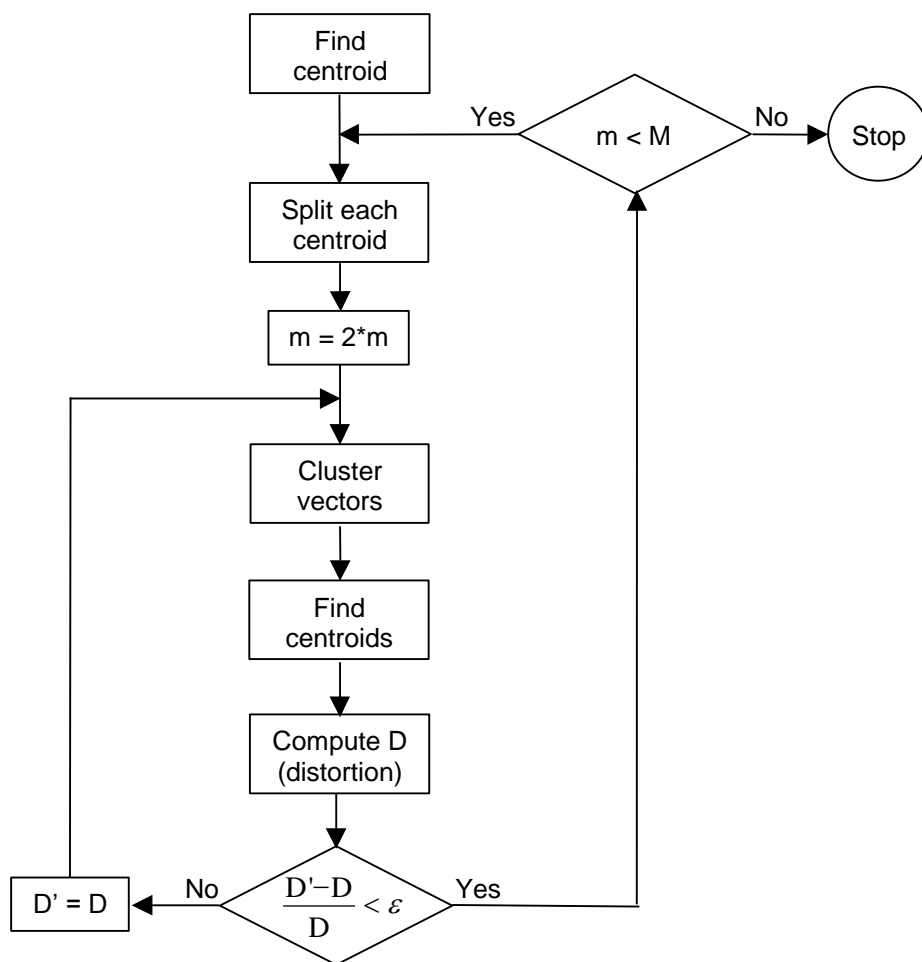 Find
centroid
Yes
m < M
No
Stop
Split each
centroid
m = 2*m
Cluster
vectors
Find
centroids
Compute D
(distortion)
D' = D
No
D'−D
D
< ε
Yes